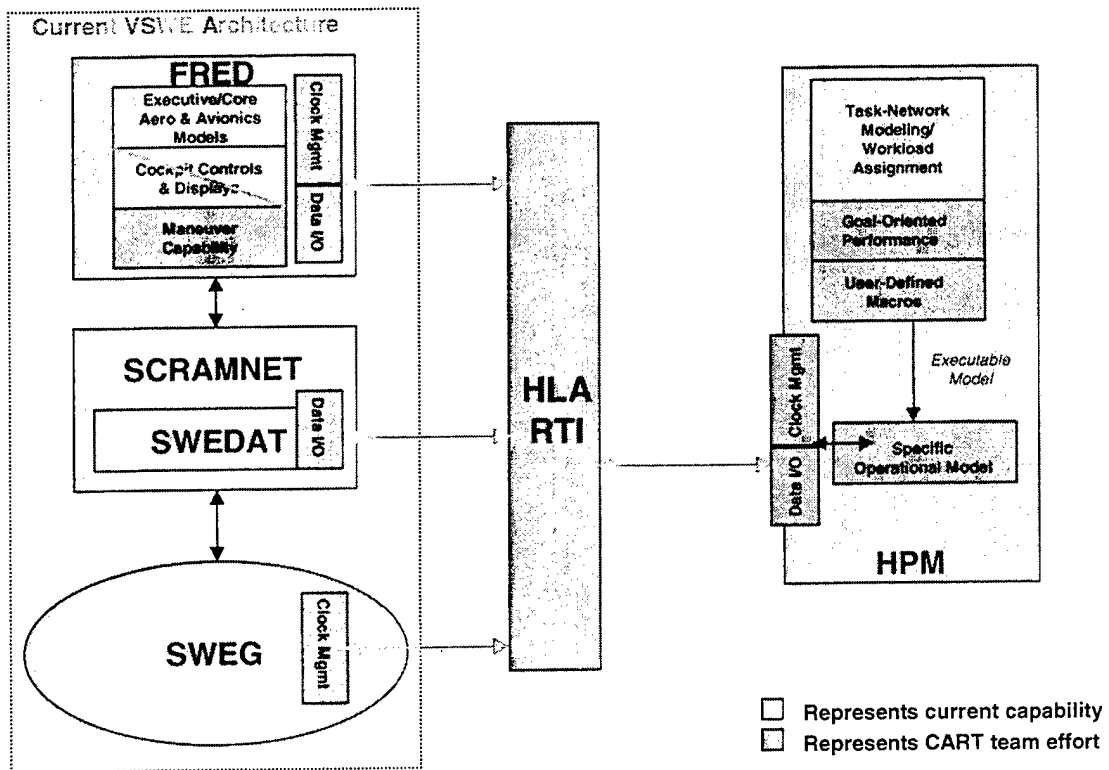 Current VSWE Architecture
FRED
Executive/Core
Aero & Avionics
Models
Cockpit Controls
& Displays
Maneuver
Capability
Clock Mgmt
Data I/O
SCRAMNET
SWEDAT
Data I/O
SWEG
Clock Mgmt
HLA
RTI
Task-Network
Modeling/
Workload
Assignment
Goal-Oriented
Performance
User-Defined
Macros
Executable
Model
Clock Mgmt
Data I/O
Specific
Operational Model
HPM
Represents current capability
Represents CART team effort